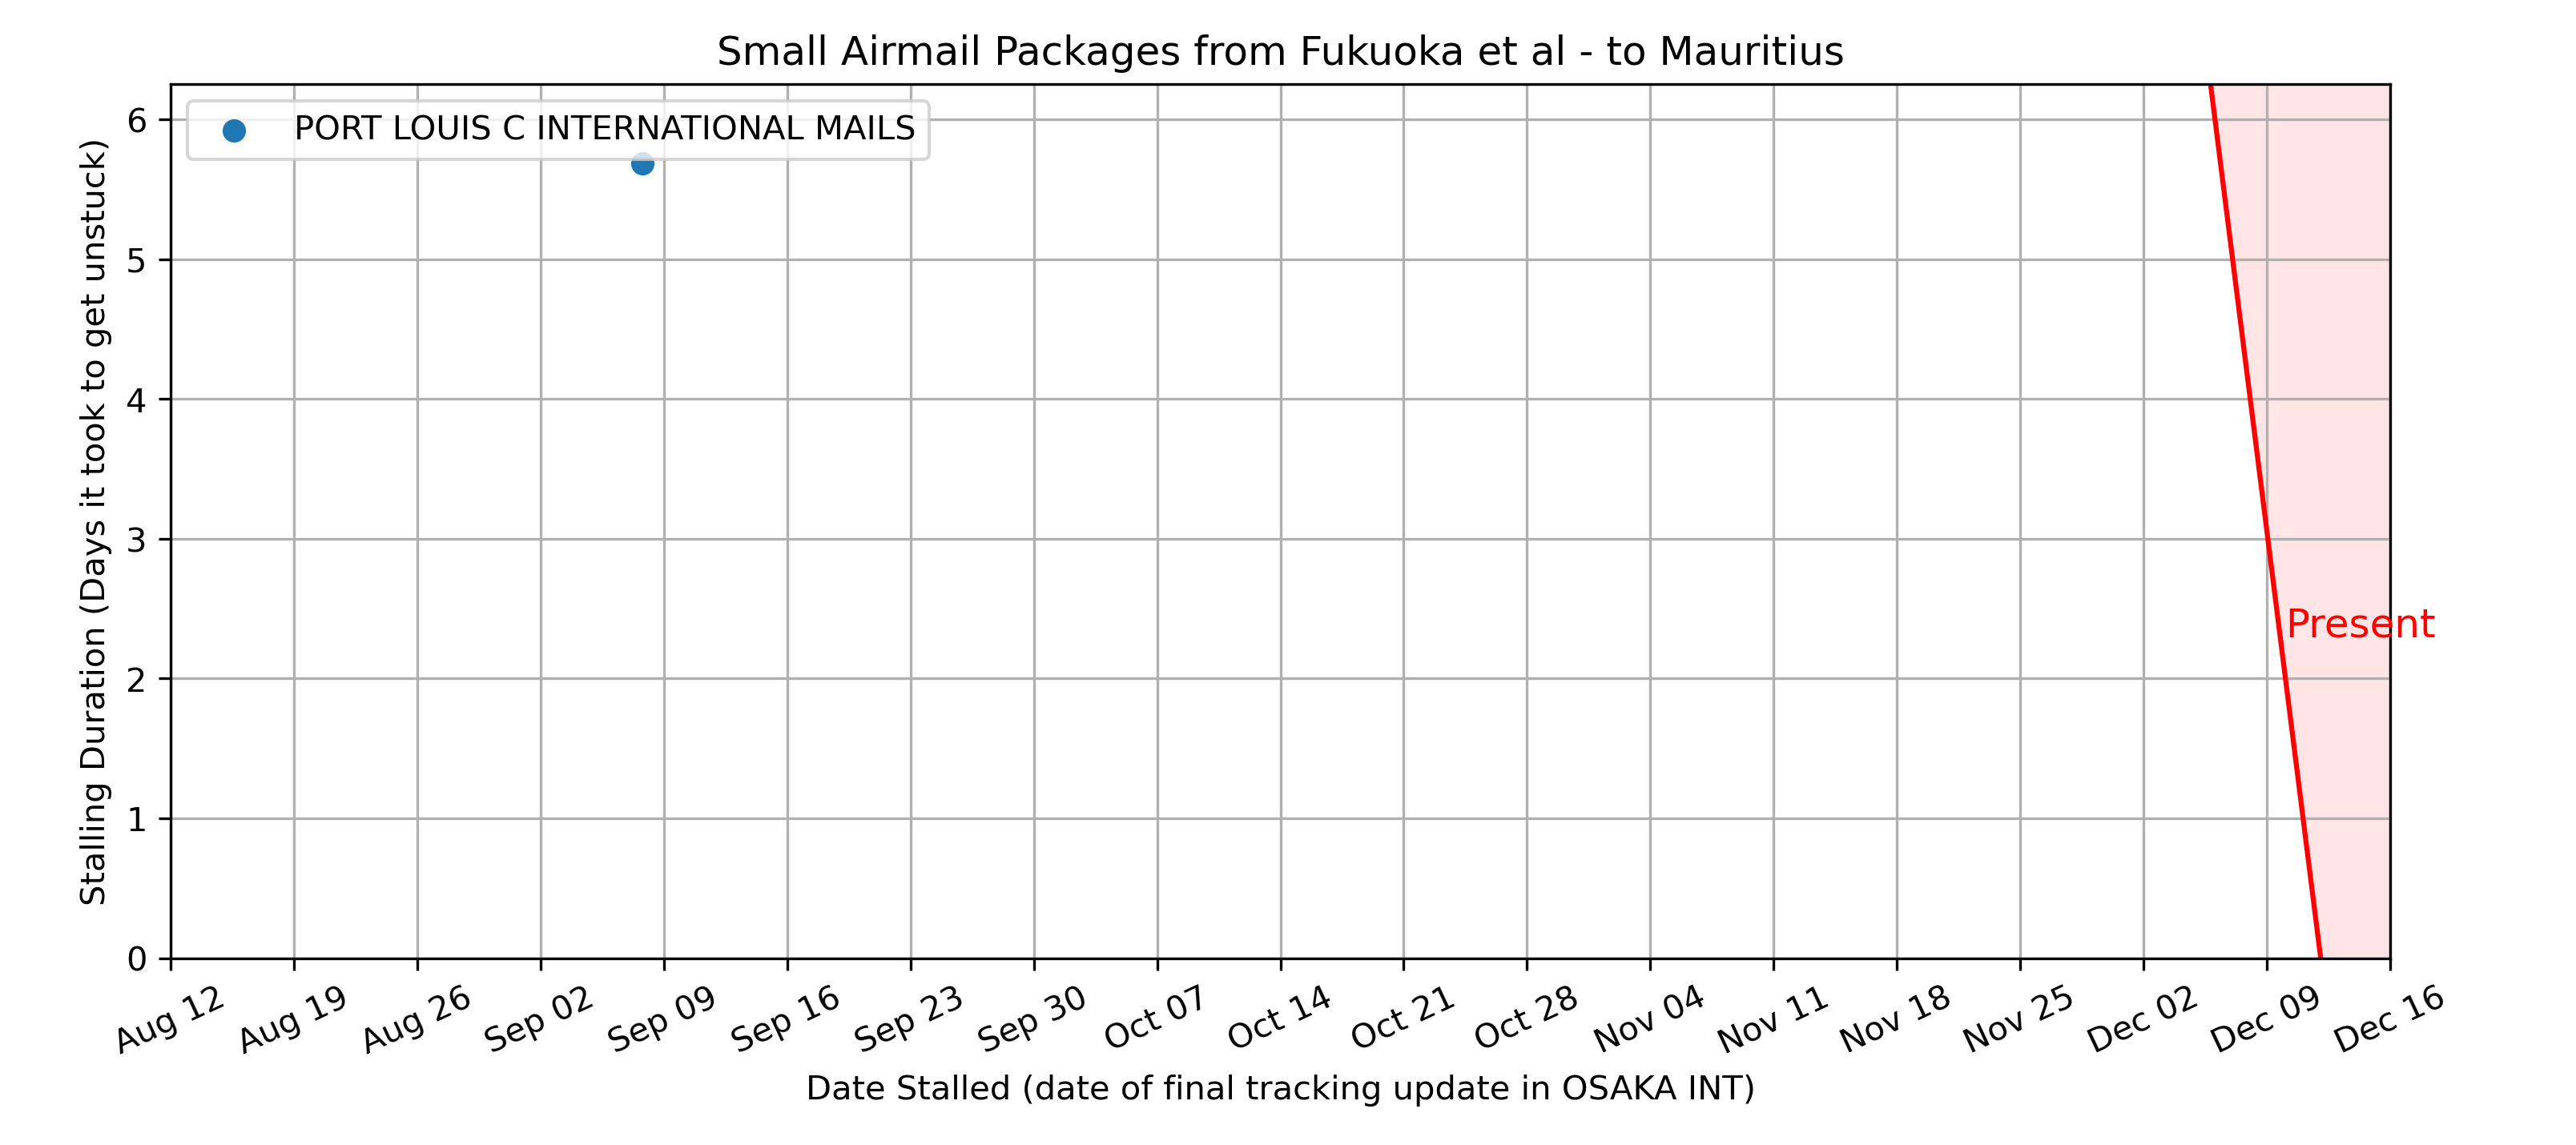 Small Airmail Packages from Fukuoka et al - to Mauritius
PORT LOUIS C INTERNATIONAL MAILS
Stalling Duration (Days it took to get unstuck)
6
5
4
3
2
1
0
Present
Aug 12
Aug 19
Aug 26
Sep 02
Sep 09
Sep 16
Sep 23
Sep 30
Oct 07
Oct 14
Oct 21
Oct 28
Nov 04
Nov 11
Nov 18
Nov 25
Dec 02
Dec 09
Dec 16
Date Stalled (date of final tracking update in OSAKA INT)